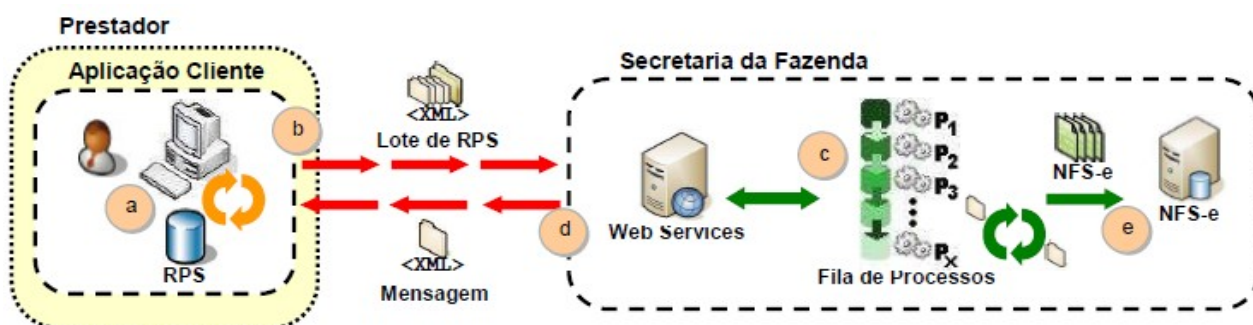 Prestador
Aplicação Cliente
a
RPS
b
<XML>
Lote de RPS
<XML>
Mensagem
d
Secretaria da Fazenda
Web Services
c
P1
P2
P3
Px
Fila de Processos
NFS-e
e
NFS-e